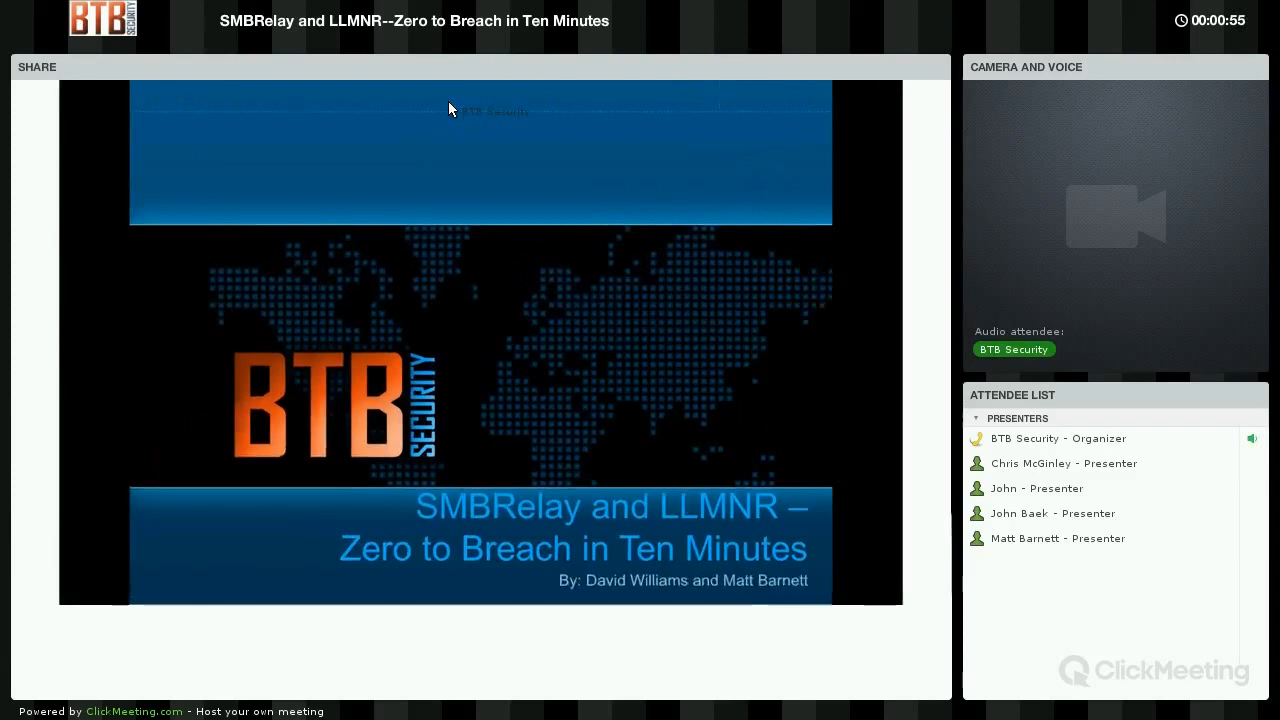 BTB SECURITY
SMBRelay and LLMNR--Zero to Breach in Ten Minutes
00:00:55
SHARE
BTB Security
BTB SECURITY
SMBRelay and LLMNR –
Zero to Breach in Ten Minutes
By: David Williams and Matt Barnett
CAMERA AND VOICE
Audio attendee:
BTB Security
ATTENDEE LIST
PRESENTERS
BTB Security - Organizer
Chris McGinley - Presenter
John - Presenter
John Baek - Presenter
Matt Barnett - Presenter
ClickMeeting
Powered by ClickMeeting.com - Host your own meeting